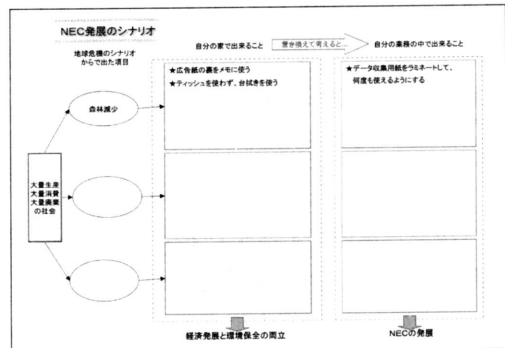 NEC発展のシナリオ
地球危機のシナリオ
からで出た項目
自分の家で出来ること
置き換えて考えると…
自分の業務の中で出来ること
★広告紙の裏をメモに使う
★ティッシュを使わず、台拭きを使う
★データ収集用紙をラミネートして、
何度も使えるようにする
森林減少
大量生産
大量消費
大量廃棄
の社会
経済発展と環境保全の両立
NECの発展